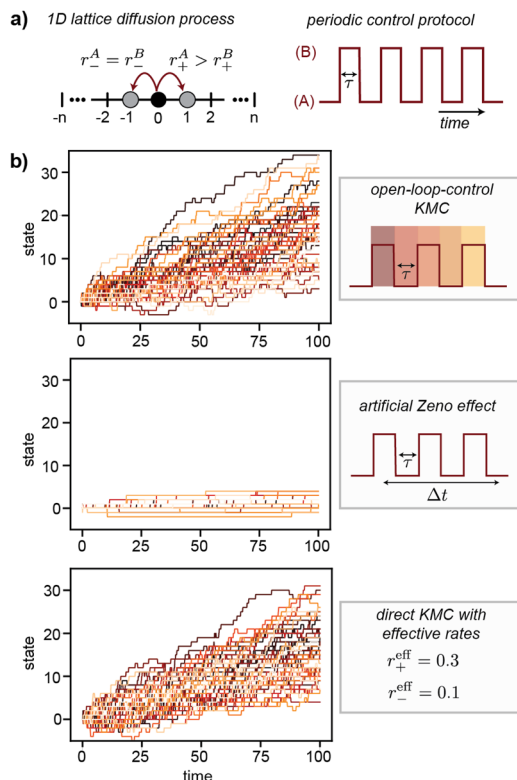 a)
1D lattice diffusion process
periodic control protocol
r_-^A = r_-^B r_+^A > r_+^B
-n ••• -2 -1 0 1 2 ••• n
(B)
(A)
τ
time
b)
30
20
10
0
state
0 25 50 75 100
open-loop-control
KMC
τ
30
20
10
0
state
0 25 50 75 100
artificial Zeno effect
τ
Δt
30
20
10
0
state
0 25 50 75 100
time
direct KMC with
effective rates
r_+^eff = 0.3
r_-^eff = 0.1